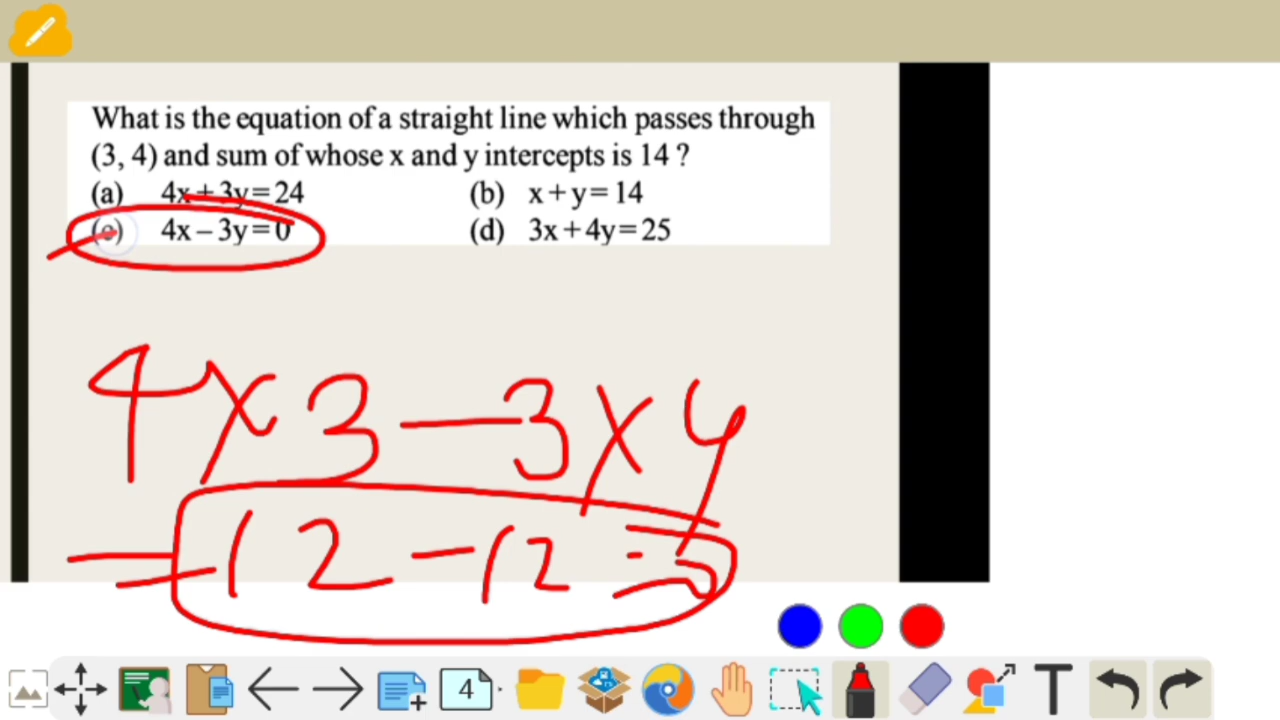 What is the equation of a straight line which passes through
(3, 4) and sum of whose x and y intercepts is 14 ?
(a) 4x + 3y = 24 (b) x + y = 14
(c) 4x – 3y = 0 (d) 3x + 4y = 25
4 x 3 - 3 x 4
= 12 - 12 = 0
4
T